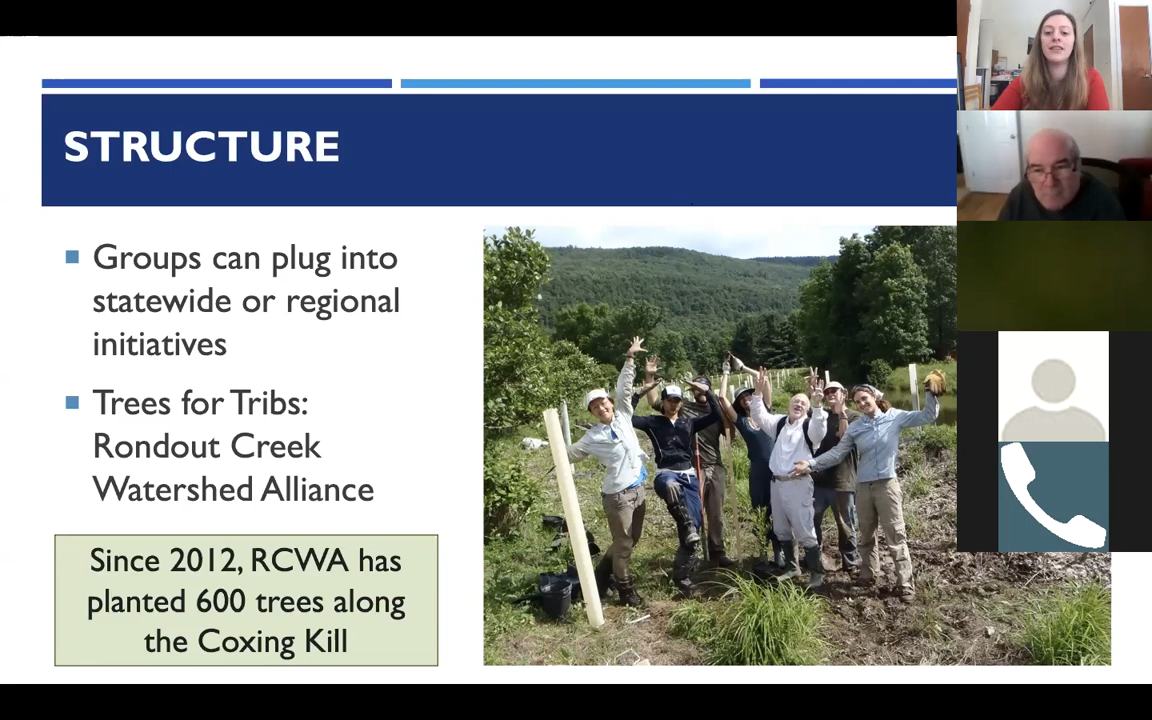 STRUCTURE
Groups can plug into
statewide or regional
initiatives
Trees for Tribs:
Rondout Creek
Watershed Alliance
Since 2012, RCWA has
planted 600 trees along
the Coxing Kill